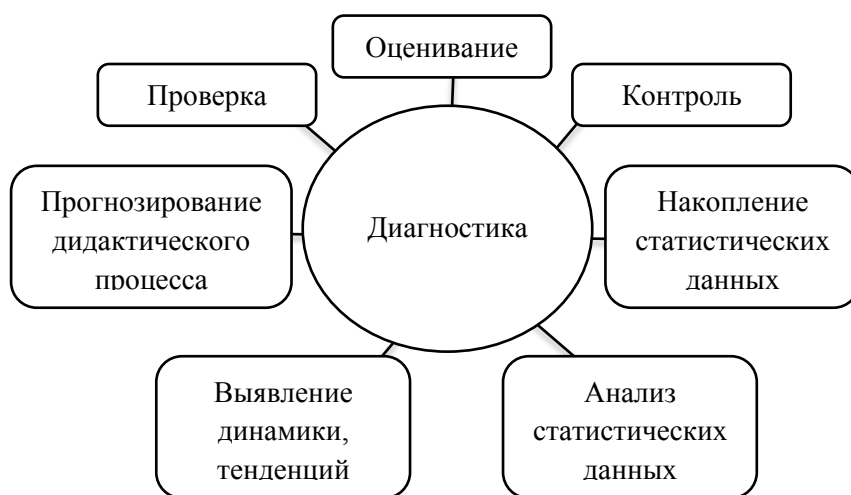 Оценивание
Проверка
Контроль
Прогнозирование
дидактического
процесса
Диагностика
Накопление
статистических
данных
Выявление
динамики,
тенденций
Анализ
статистических
данных